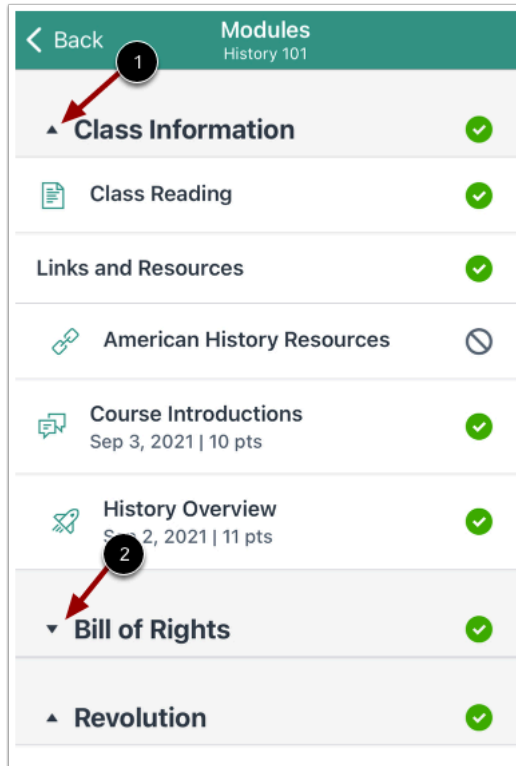 Back
Modules
History 101
1
Class Information
Class Reading
Links and Resources
American History Resources
Course Introductions
Sep 3, 2021 | 10 pts
History Overview
Sep 2, 2021 | 11 pts
2
Bill of Rights
Revolution